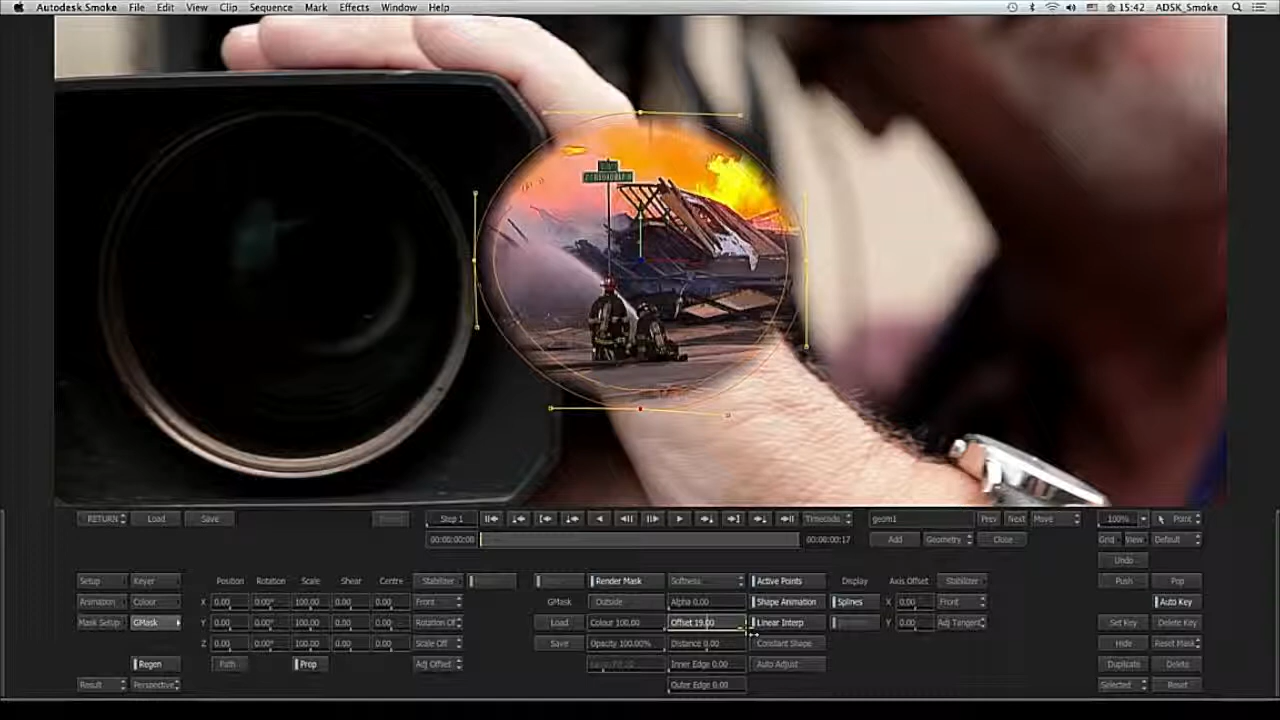 Autodesk Smoke File Edit View Clip Sequence Mark Effects Window Help 15:42 ADSK_Smoke
RETURN Load Save Step 1 Timecode geom1 Prev Next Move 100% Point
00:00:00:00 00:00:00:17 Add Geometry Close Grid View Default
Undo
Setup Keyer Position Rotation Scale Shear Centre Stabilizer Render Mask Softness Active Points Display Axis Offset Stabilizer Push Pop
Animation Colour X 0.00 0.00° 100.00 0.00 0.00 Front GMask Outside Alpha 0.00 Shape Animation Splines X 0.00 Front Auto Key
Mask Setup GMask Y 0.00 0.00° 100.00 0.00 0.00 Rotation Of Load Colour 100.00 Offset 19.00 Linear Interp Y 0.00 Adj Tangent Set Key Delete Key
Z 0.00 0.00° 100.00 0.00 0.00 Scale Off Save Opacity 100.00% Distance 0.00 Constant Shape Hide Reset Mask
Regen Path Prop Adj Offset Inner Edge 0.00 Auto Adjust Duplicate Delete
Result Perspective Outer Edge 0.00 Selected Reset